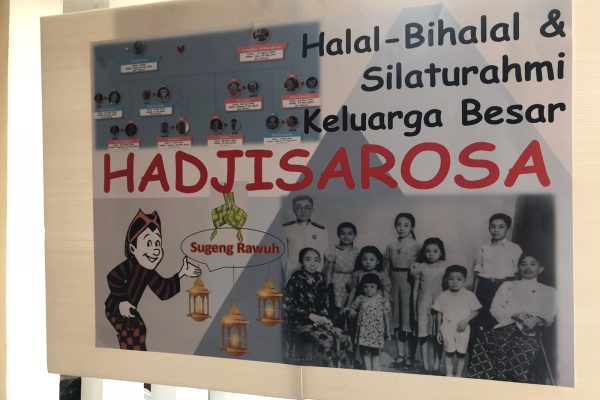 Halal-Bihalal &
Silaturahmi
Keluarga Besar
HADJISAROSA
Sugeng Rawuh